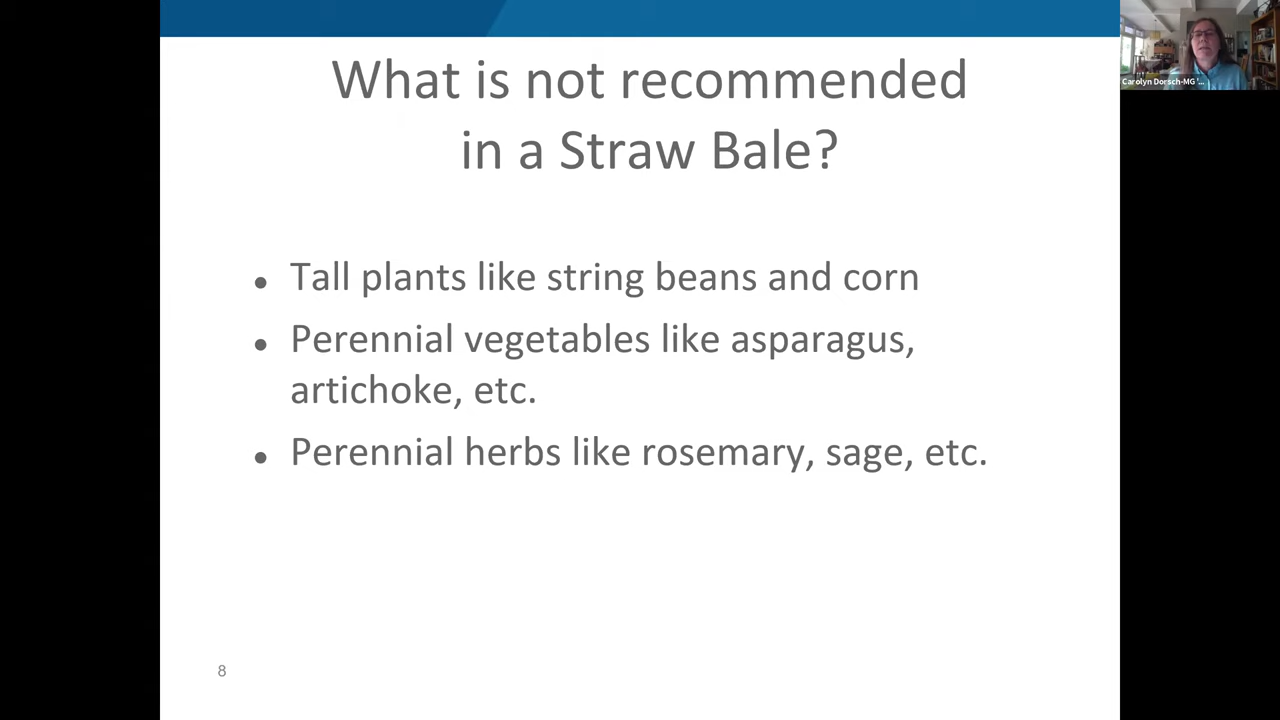 What is not recommended
in a Straw Bale?
Carolyn Dorsch-MG '...
● Tall plants like string beans and corn
● Perennial vegetables like asparagus,
artichoke, etc.
● Perennial herbs like rosemary, sage, etc.
8